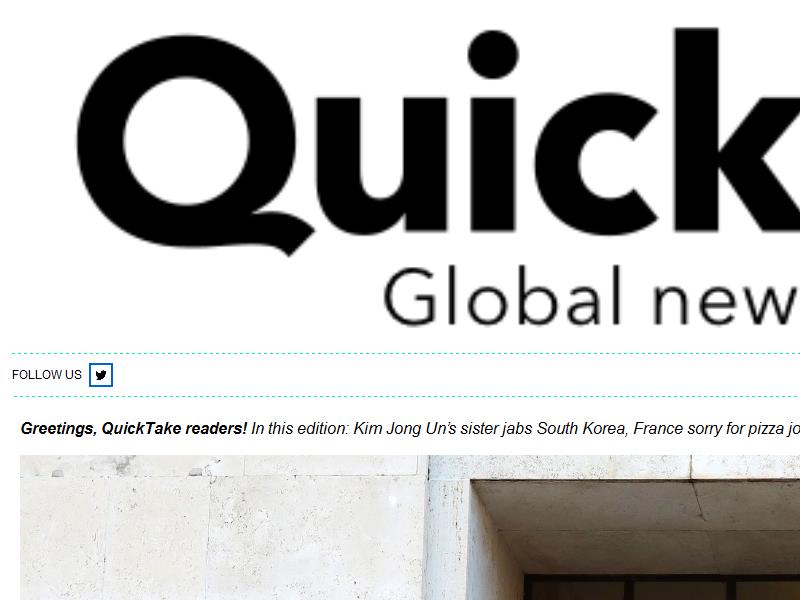 Quick
Global new
FOLLOW US
Greetings, QuickTake readers! In this edition: Kim Jong Un's sister jabs South Korea, France sorry for pizza jo